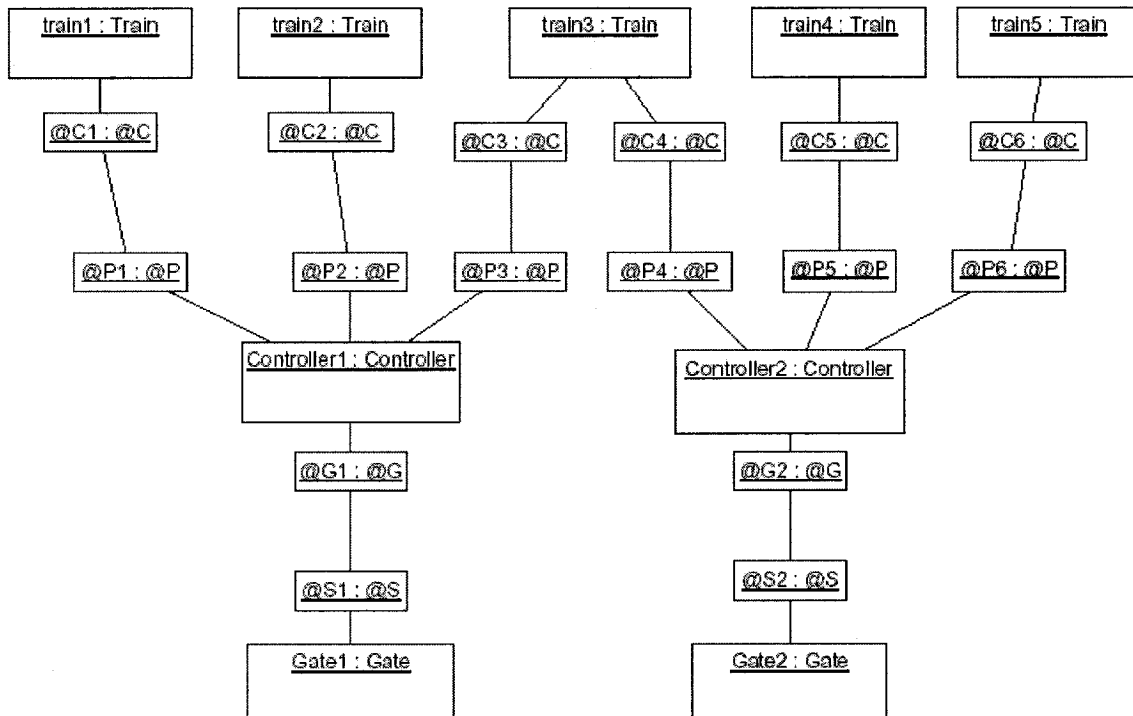 train1 : Train
train2 : Train
train3 : Train
train4 : Train
train5 : Train
@C1 : @C
@C2 : @C
@C3 : @C
@C4 : @C
@C5 : @C
@C6 : @C
@P1 : @P
@P2 : @P
@P3 : @P
@P4 : @P
@P5 : @P
@P6 : @P
Controller1 : Controller
Controller2 : Controller
@G1 : @G
@G2 : @G
@S1 : @S
@S2 : @S
Gate1 : Gate
Gate2 : Gate